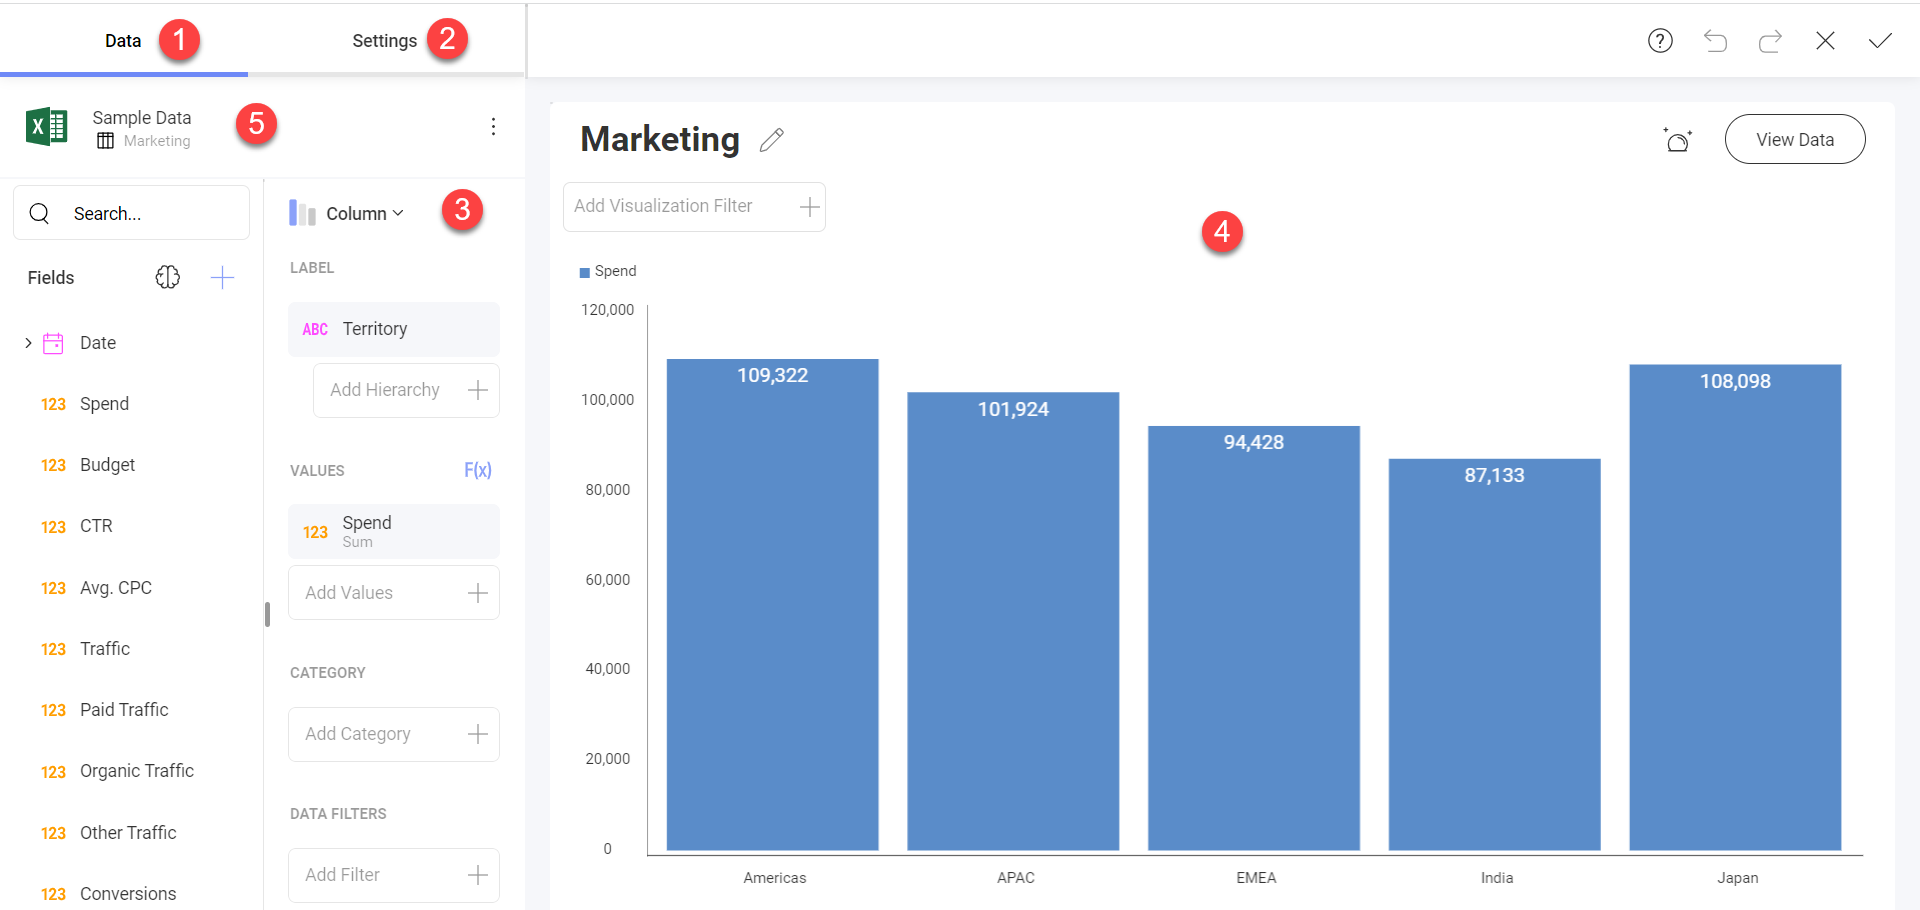 Data 1
Settings 2
?
X
Sample Data
Marketing
5
Search...
Fields
Date
123 Spend
123 Budget
123 CTR
123 Avg. CPC
123 Traffic
123 Paid Traffic
123 Organic Traffic
123 Other Traffic
123 Conversions
Column 3
LABEL
ABC Territory
Add Hierarchy
VALUES F(x)
123 Spend
Sum
Add Values
CATEGORY
Add Category
DATA FILTERS
Add Filter
Marketing
View Data
Add Visualization Filter
4
Spend
120,000
100,000
80,000
60,000
40,000
20,000
0
109,322
101,924
94,428
87,133
108,098
Americas
APAC
EMEA
India
Japan